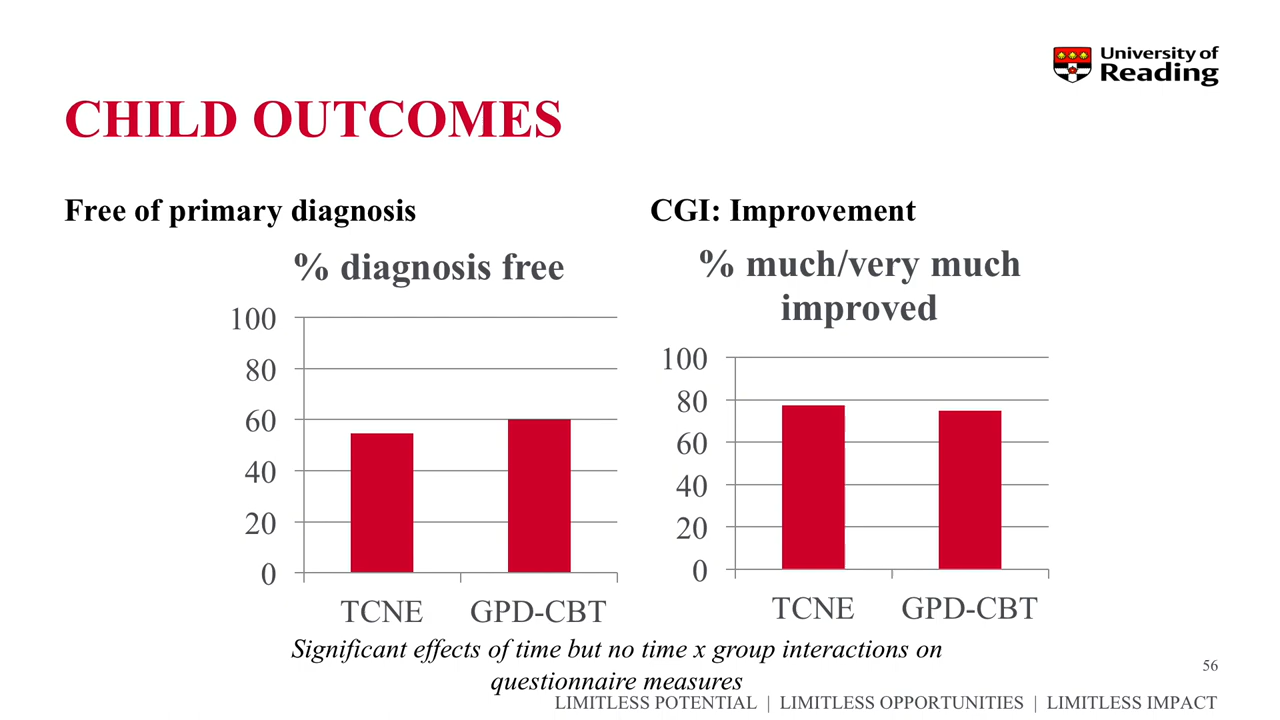 University of
Reading
CHILD OUTCOMES
Free of primary diagnosis
% diagnosis free
100
80
60
40
20
0
TCNE GPD-CBT
CGI: Improvement
% much/very much
improved
100
80
60
40
20
0
TCNE GPD-CBT
Significant effects of time but no time x group interactions on
questionnaire measures
56
LIMITLESS POTENTIAL | LIMITLESS OPPORTUNITIES | LIMITLESS IMPACT